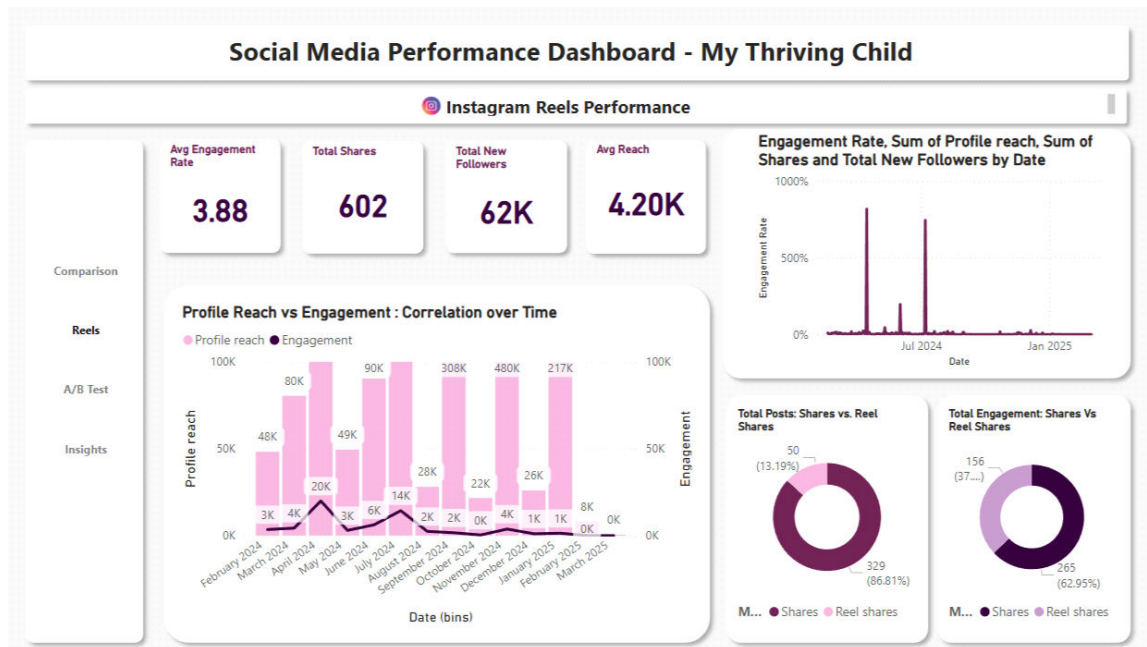 Social Media Performance Dashboard - My Thriving Child
Instagram Reels Performance
Comparison
Reels
A/B Test
Insights
Avg Engagement
Rate
3.88
Total Shares
602
Total New
Followers
62K
Avg Reach
4.20K
Engagement Rate, Sum of Profile reach, Sum of
Shares and Total New Followers by Date
1000%
500%
0%
Engagement Rate
Jul 2024
Jan 2025
Date
Profile Reach vs Engagement : Correlation over Time
Profile reach
Engagement
100K
50K
0K
Profile reach
48K
80K
49K
90K
28K
308K
22K
480K
26K
217K
8K
0K
3K
4K
20K
3K
6K
14K
2K
2K
0K
4K
1K
1K
0K
100K
50K
0K
Engagement
February 2024
March 2024
April 2024
May 2024
June 2024
July 2024
August 2024
September 2024
October 2024
November 2024
December 2024
January 2025
February 2025
March 2025
Date (bins)
Total Posts: Shares vs. Reel
Shares
50
(13.19%)
329
(86.81%)
M...
Shares
Reel shares
Total Engagement: Shares Vs
Reel Shares
156
(37....)
265
(62.95%)
M...
Shares
Reel shares